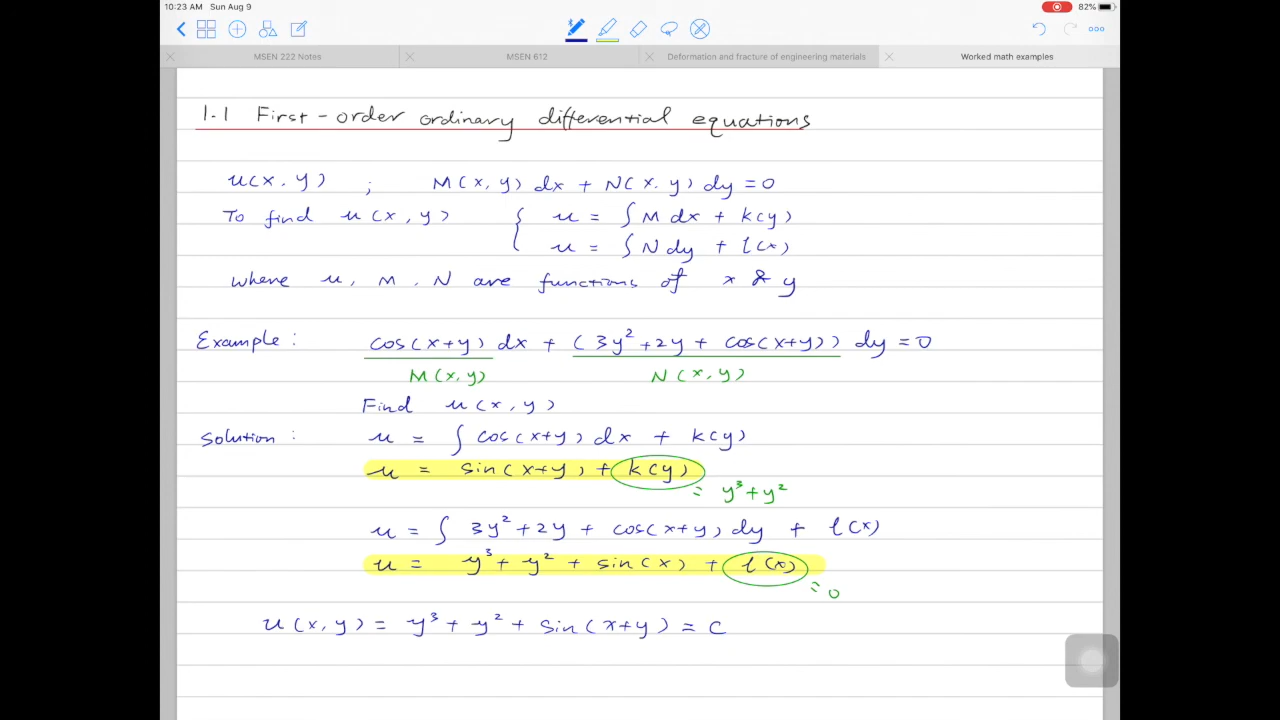 10:23 AM Sun Aug 9 82%
MSEN 222 Notes MSEN 612 Deformation and fracture of engineering materials Worked math examples
1.1 First-order ordinary differential equations
u(x, y) ; M(x, y) dx + N(x. y) dy = 0
To find u(x, y) { u = ∫ M dx + k(y)
u = ∫ N dy + l(x)
where u, M, N are functions of x & y
Example: cos(x+y) dx + (3y² + 2y + cos(x+y)) dy = 0
M(x, y) N(x, y)
Find u(x, y)
Solution: u = ∫ cos(x+y) dx + k(y)
u = sin(x+y) + k(y)
= y³ + y²
u = ∫ 3y² + 2y + cos(x+y) dy + l(x)
u = y³ + y² + sin(x) + l(x)
= 0
u(x, y) = y³ + y² + sin(x+y) = C